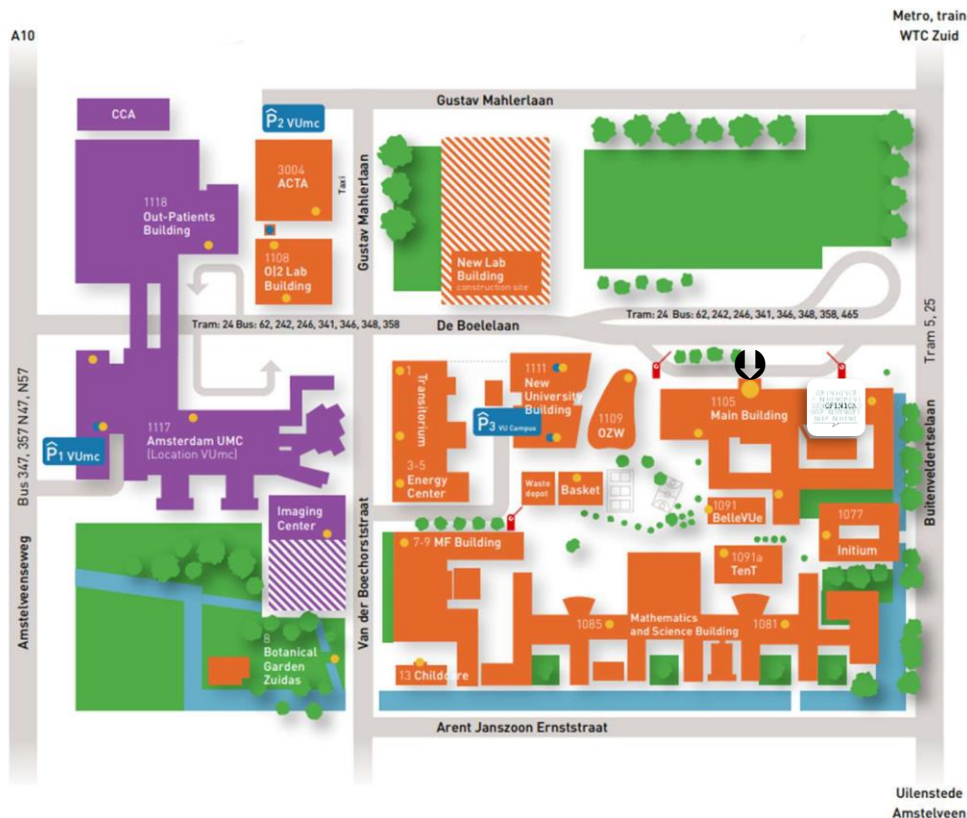 Metro, train
WTC Zuid
A10
Gustav Mahlerlaan
CCA
P2 VUmc
3004
ACTA
Taxi
Gustav Mahlerlaan
1118
Out-Patients
Building
1108
O|2 Lab
Building
New Lab
Building
construction site
Tram: 24 Bus: 62, 242, 246, 341, 346, 348, 358
De Boelelaan
Tram: 24 Bus: 62, 242, 246, 341, 346, 348, 358, 465
Tram 5, 25
Bus 347, 357 N47, N57
1
Transitorium
1111
New
University
Building
P3 VU Campus
1109
OZW
1105
Main Building
P1 VUmc
1117
Amsterdam UMC
(Location VUmc)
3-5
Energy
Center
Waste
depot
Basket
1091
BelleVUe
1077
Initium
Buitenveldertselaan
Imaging
Center
7-9 MF Building
1091a
TenT
Amstelveenseweg
Van der Boechorststraat
1085
Mathematics
and Science Building
1081
8
Botanical
Garden
Zuidas
13 Childcare
Arent Janszoon Ernststraat
Uilenstede
Amstelveen